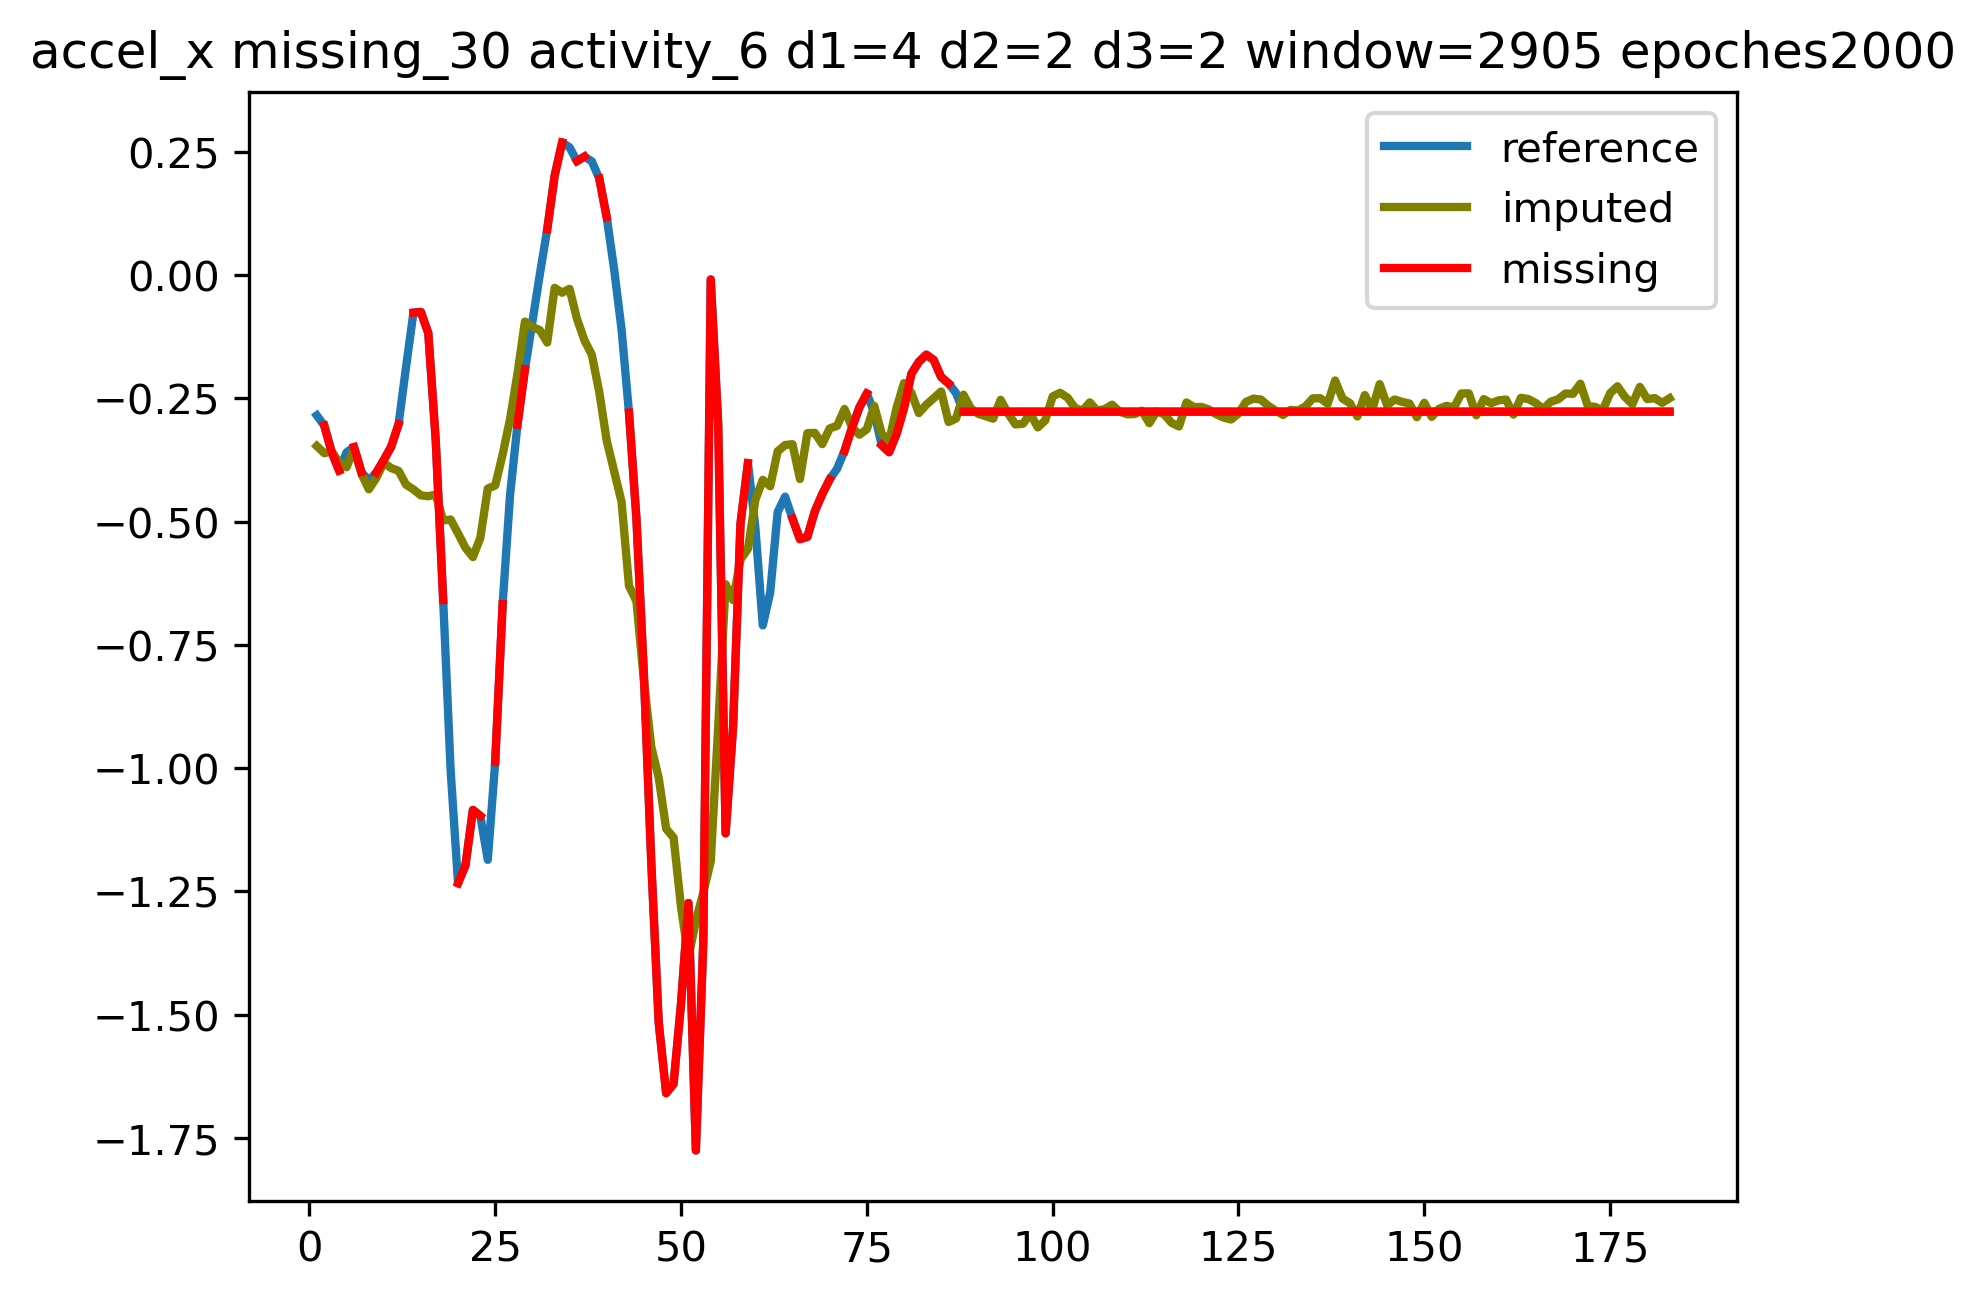 accel_x missing_30 activity_6 d1=4 d2=2 d3=2 window=2905 epoches2000
reference
imputed
missing
0.25
0.00
−0.25
−0.50
−0.75
−1.00
−1.25
−1.50
−1.75
0 25 50 75 100 125 150 175